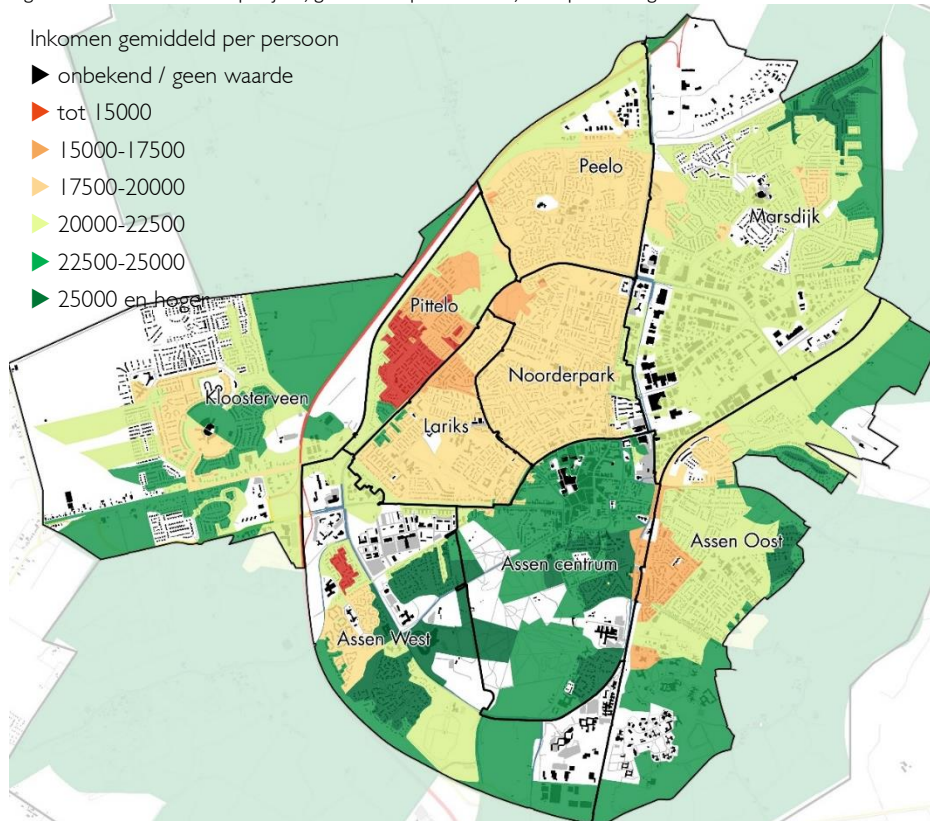 Inkomen gemiddeld per persoon
onbekend / geen waarde
tot 15000
15000-17500
17500-20000
20000-22500
22500-25000
25000 en hoger
Peelo
Marsdijk
Pittelo
Noorderpark
Kloosterveen
Lariks
Assen Oost
Assen centrum
Assen West